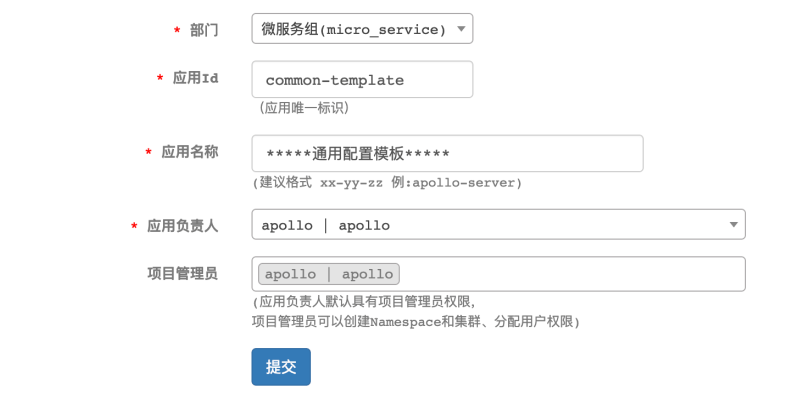 * 部门 微服务组(micro_service)
* 应用Id common-template
(应用唯一标识)
* 应用名称 *****通用配置模板*****
(建议格式 xx-yy-zz 例:apollo-server)
* 应用负责人 apollo | apollo
项目管理员 apollo | apollo
(应用负责人默认具有项目管理员权限,
项目管理员可以创建Namespace和集群、分配用户权限)
提交